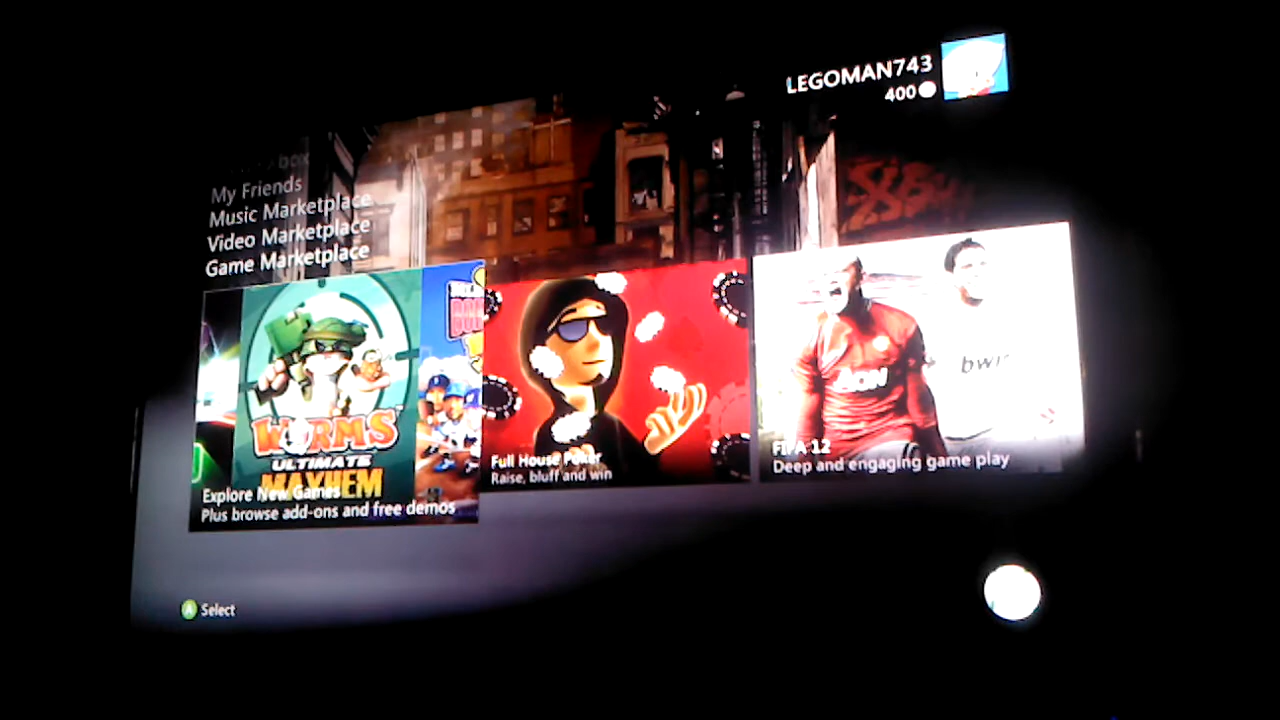 LEGOMAN743
400
box
My Friends
Music Marketplace
Video Marketplace
Game Marketplace
WORMS
ULTIMATE
MAYHEM
Explore New Games
Plus browse add-ons and free demos
Full House Poker
Raise, bluff and win
AON
bwin
FIFA 12
Deep and engaging game play
A Select